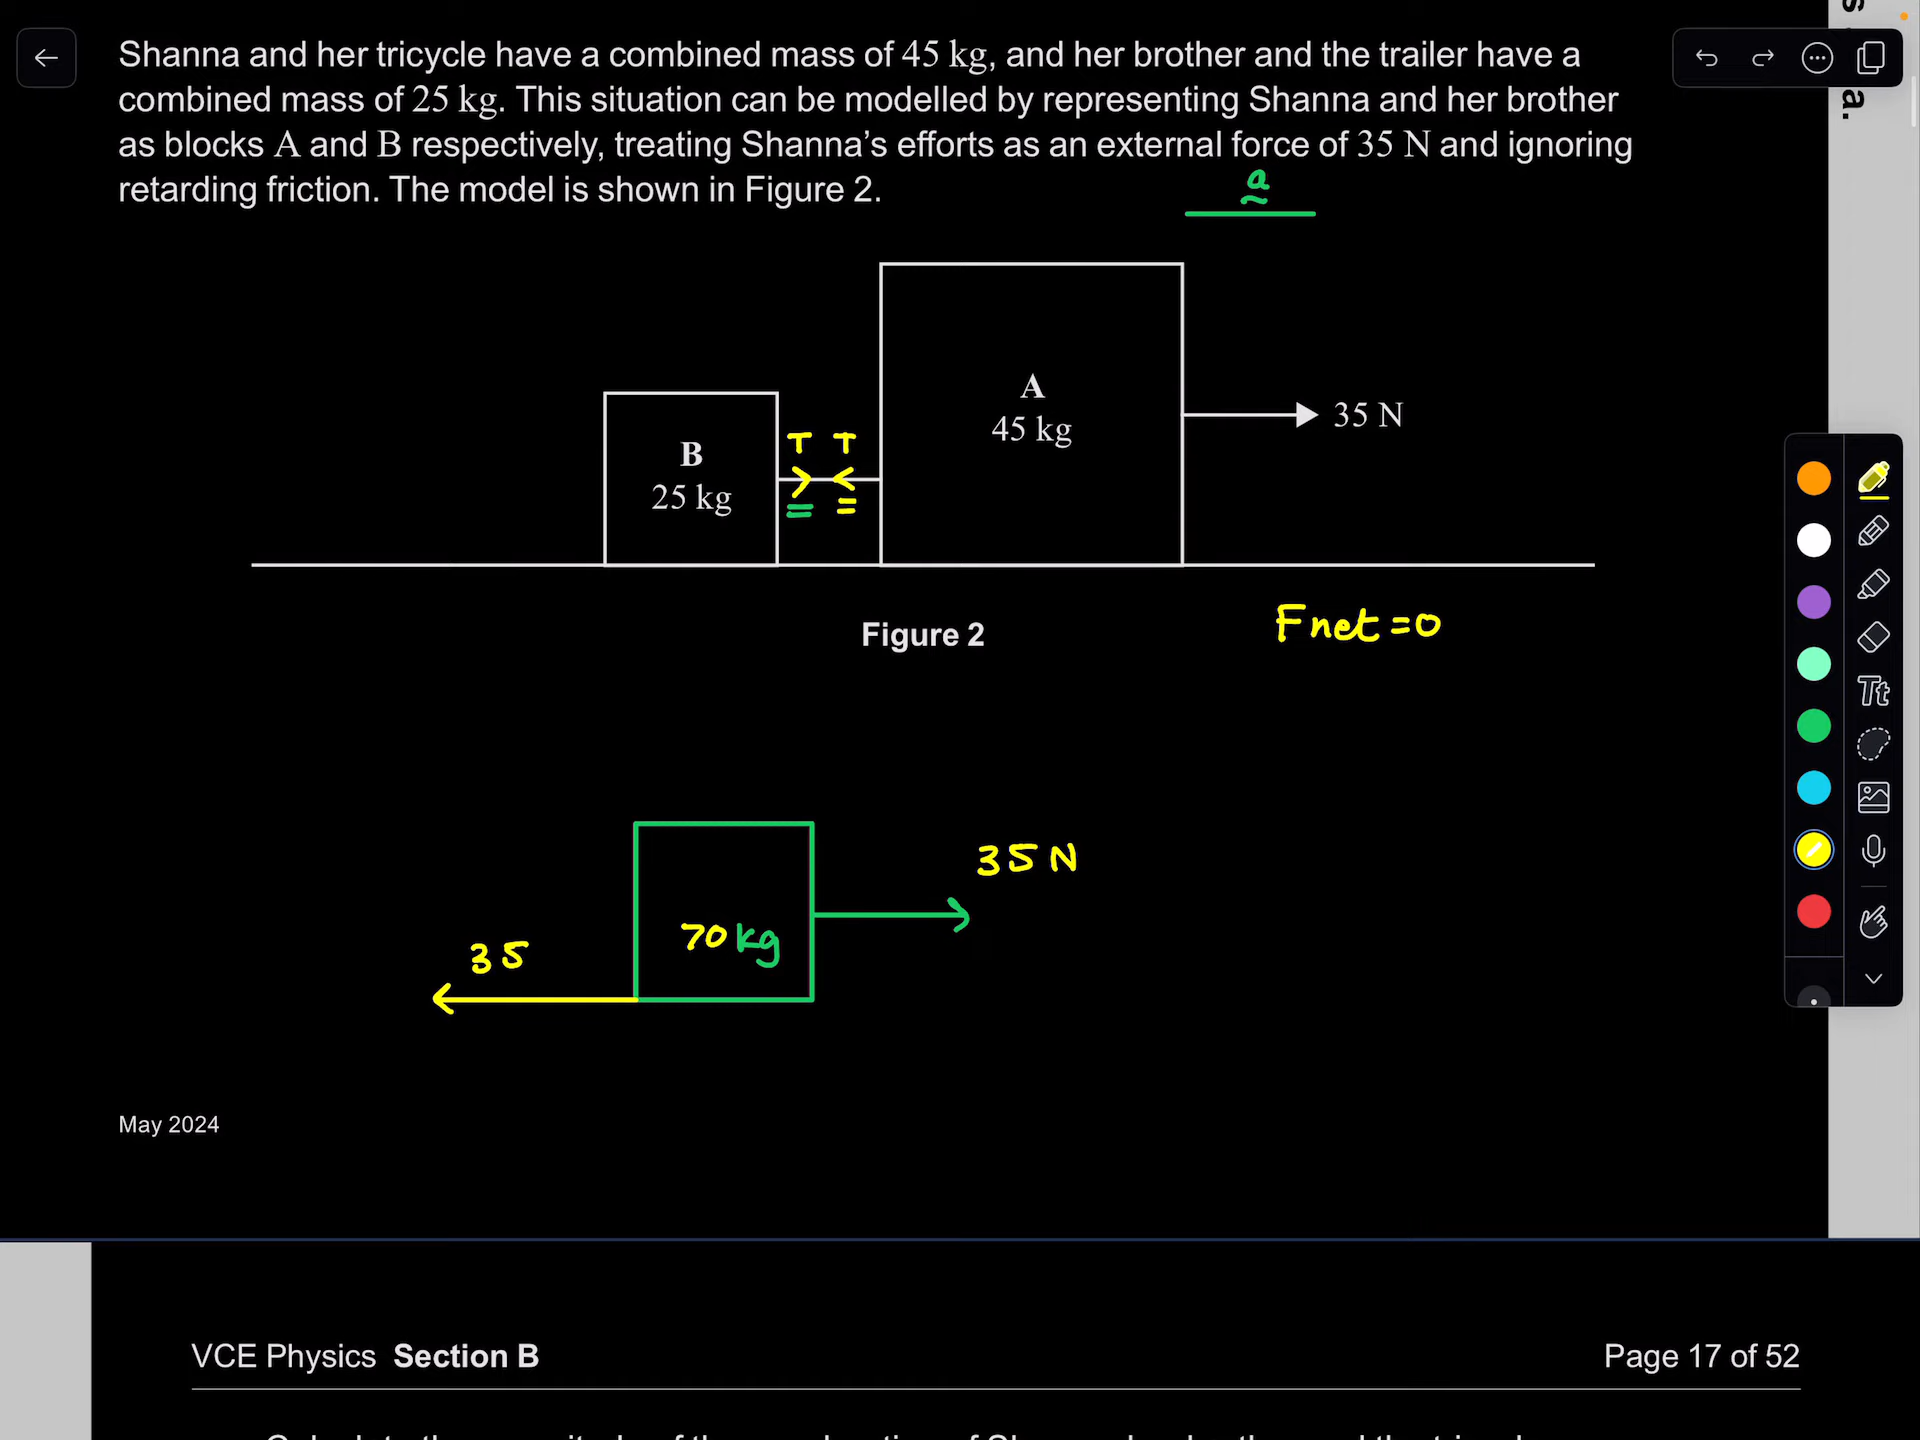 Shanna and her tricycle have a combined mass of 45 kg, and her brother and the trailer have a
combined mass of 25 kg. This situation can be modelled by representing Shanna and her brother
as blocks A and B respectively, treating Shanna’s efforts as an external force of 35 N and ignoring
retarding friction. The model is shown in Figure 2.
a
a.
A
45 kg
35 N
B
25 kg
T T
Figure 2
Fnet = 0
35 N
70 kg
35
Tt
May 2024
VCE Physics Section B
Page 17 of 52